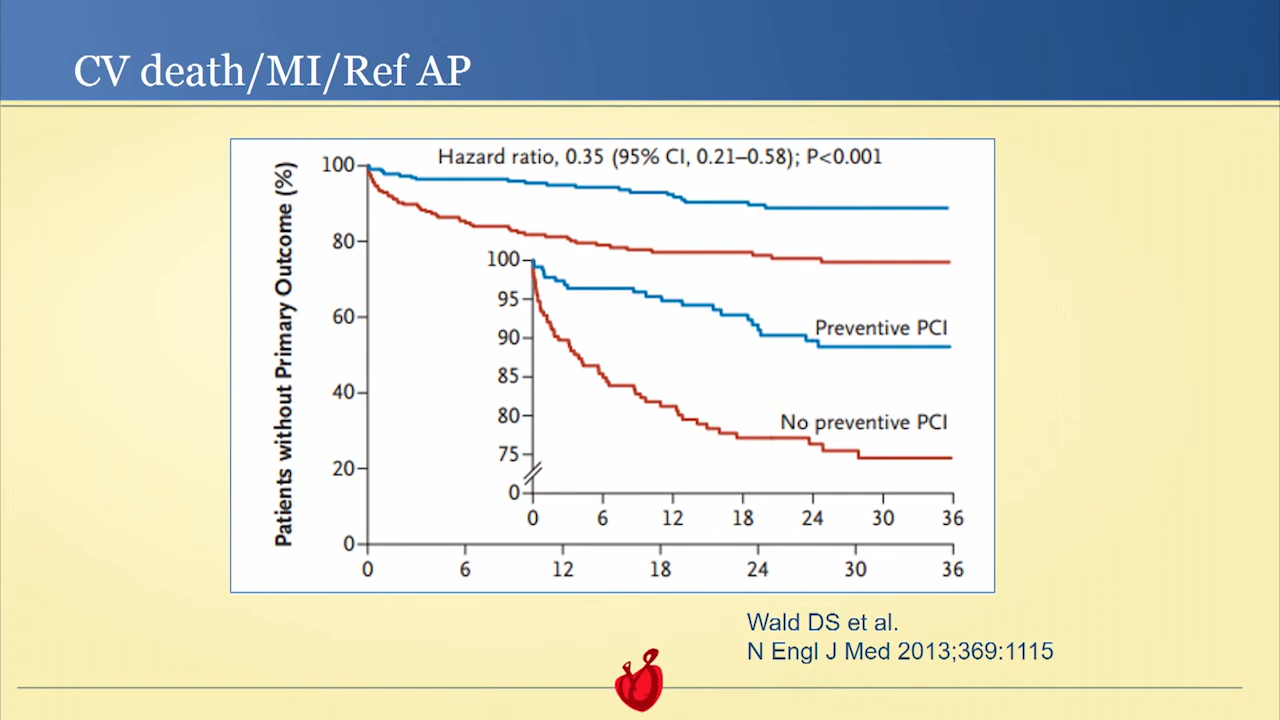 CV death/MI/Ref AP
Hazard ratio, 0.35 (95% CI, 0.21–0.58); P<0.001
Patients without Primary Outcome (%)
100
80
60
40
20
0
0 6 12 18 24 30 36
100
95
90
85
80
75
0
0 6 12 18 24 30 36
Preventive PCI
No preventive PCI
Wald DS et al.
N Engl J Med 2013;369:1115